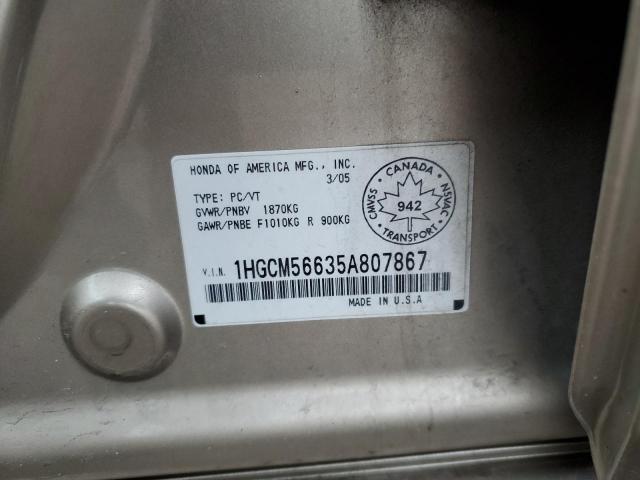 HONDA OF AMERICA MFG., INC.
3/05
TYPE: PC/VT
GVWR/PNBV 1870KG
GAWR/PNBE F1010KG R 900KG
CANADA
CMVSS
NSVAC
942
TRANSPORT
V.I.N. 1HGCM56635A807867
MADE IN U.S.A